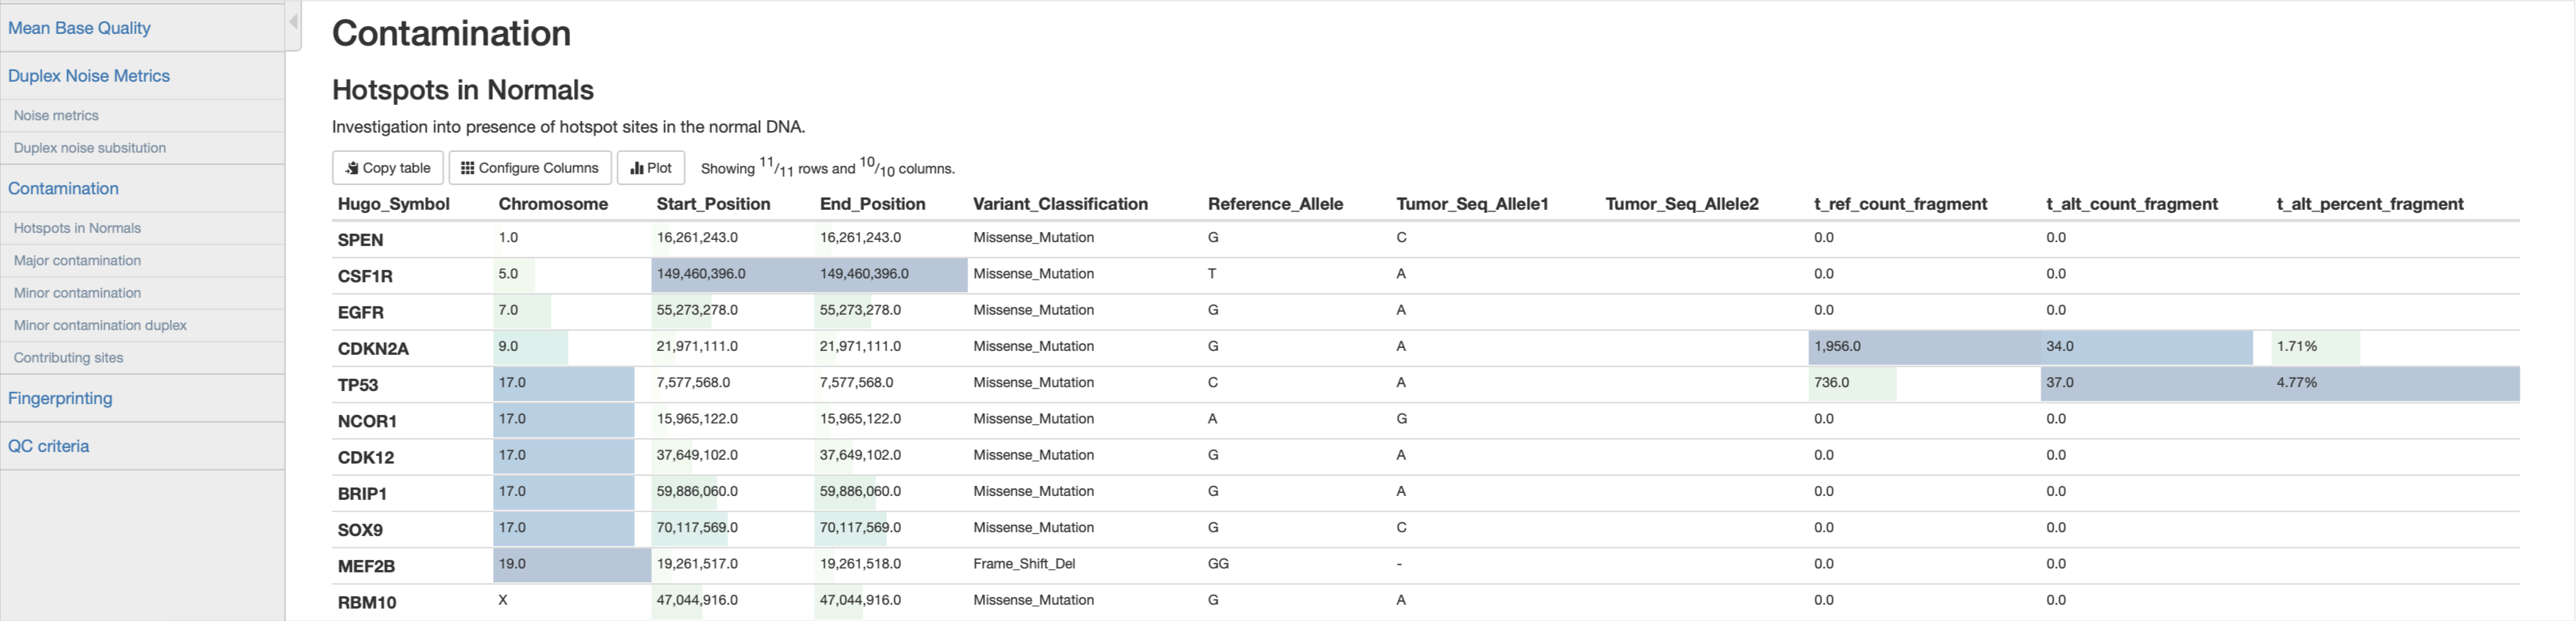 Mean Base Quality
Duplex Noise Metrics
Noise metrics
Duplex noise subsitution
Contamination
Hotspots in Normals
Major contamination
Minor contamination
Minor contamination duplex
Contributing sites
Fingerprinting
QC criteria
Contamination
Hotspots in Normals
Investigation into presence of hotspot sites in the normal DNA.
Copy table Configure Columns Plot Showing 11/11 rows and 10/10 columns.
Hugo_Symbol Chromosome Start_Position End_Position Variant_Classification Reference_Allele Tumor_Seq_Allele1 Tumor_Seq_Allele2 t_ref_count_fragment t_alt_count_fragment t_alt_percent_fragment
SPEN 1.0 16,261,243.0 16,261,243.0 Missense_Mutation G C 0.0 0.0
CSF1R 5.0 149,460,396.0 149,460,396.0 Missense_Mutation T A 0.0 0.0
EGFR 7.0 55,273,278.0 55,273,278.0 Missense_Mutation G A 0.0 0.0
CDKN2A 9.0 21,971,111.0 21,971,111.0 Missense_Mutation G A 1,956.0 34.0 1.71%
TP53 17.0 7,577,568.0 7,577,568.0 Missense_Mutation C A 736.0 37.0 4.77%
NCOR1 17.0 15,965,122.0 15,965,122.0 Missense_Mutation A G 0.0 0.0
CDK12 17.0 37,649,102.0 37,649,102.0 Missense_Mutation G A 0.0 0.0
BRIP1 17.0 59,886,060.0 59,886,060.0 Missense_Mutation G A 0.0 0.0
SOX9 17.0 70,117,569.0 70,117,569.0 Missense_Mutation G C 0.0 0.0
MEF2B 19.0 19,261,517.0 19,261,518.0 Frame_Shift_Del GG - 0.0 0.0
RBM10 X 47,044,916.0 47,044,916.0 Missense_Mutation G A 0.0 0.0